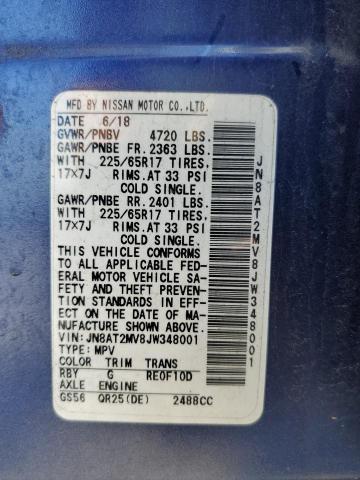 MFD BY NISSAN MOTOR CO.,LTD.
DATE 6/18
GVWR/PNBV 4720 LBS.
GAWR/PNBE FR. 2363 LBS.
WITH 225/65R17 TIRES,
17X7J RIMS.AT 33 PSI
COLD SINGLE.
GAWR/PNBE RR. 2401 LBS.
WITH 225/65R17 TIRES,
17X7J RIMS.AT 33 PSI
COLD SINGLE.
THIS VEHICLE CONFORMS
TO ALL APPLICABLE FED-
ERAL MOTOR VEHICLE SA-
FETY AND THEFT PREVEN-
TION STANDARDS IN EFF-
ECT ON THE DATE OF MA-
NUFACTURE SHOWN ABOVE
VIN:JN8AT2MV8JW348001
TYPE:MPV
COLOR TRIM TRANS
RBY G RE0F10D
AXLE ENGINE
GS56 QR25(DE) 2488CC
JN8AT2MV8JW348001